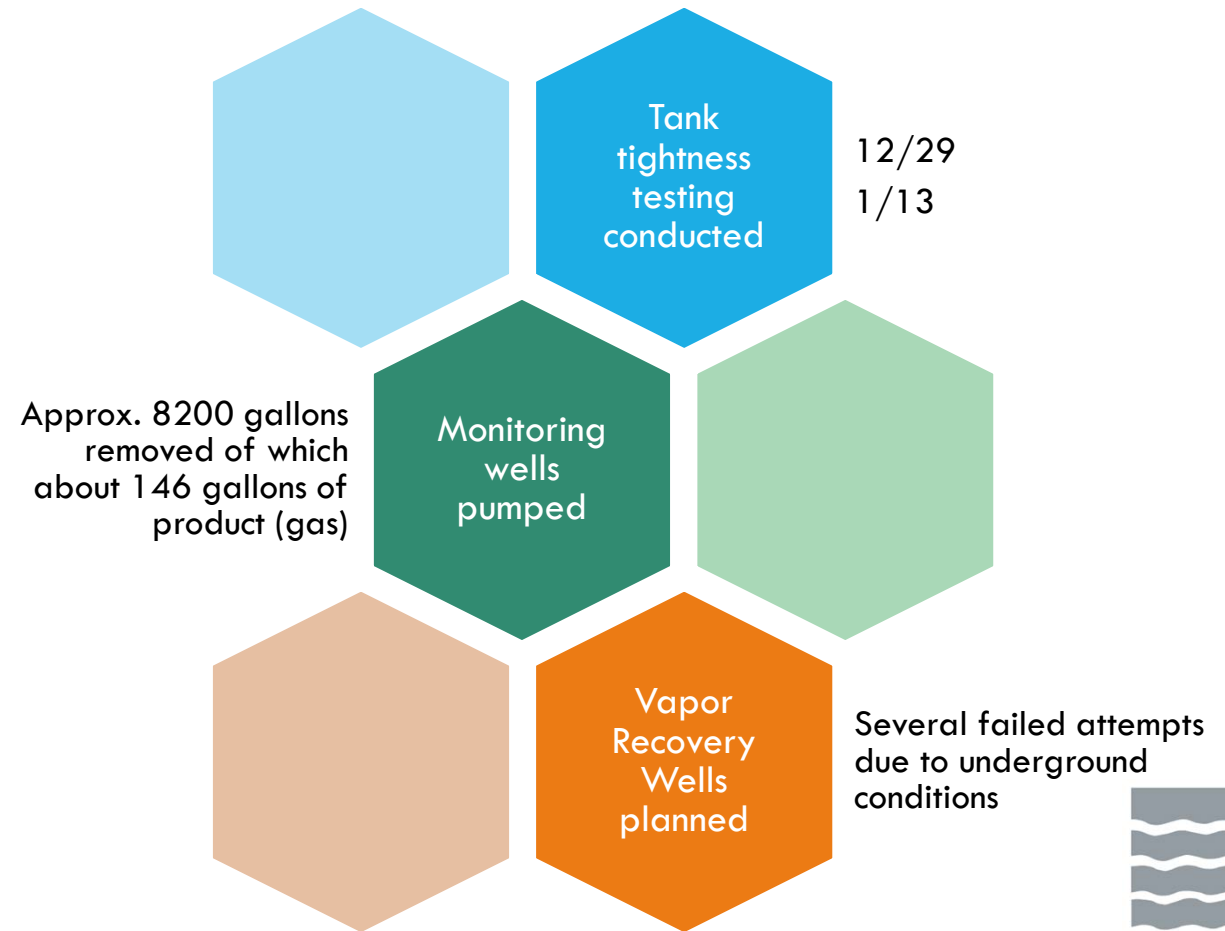 Tank
tightness
testing
conducted
12/29
1/13
Approx. 8200 gallons
removed of which
about 146 gallons of
product (gas)
Monitoring
wells
pumped
Vapor
Recovery
Wells
planned
Several failed attempts
due to underground
conditions